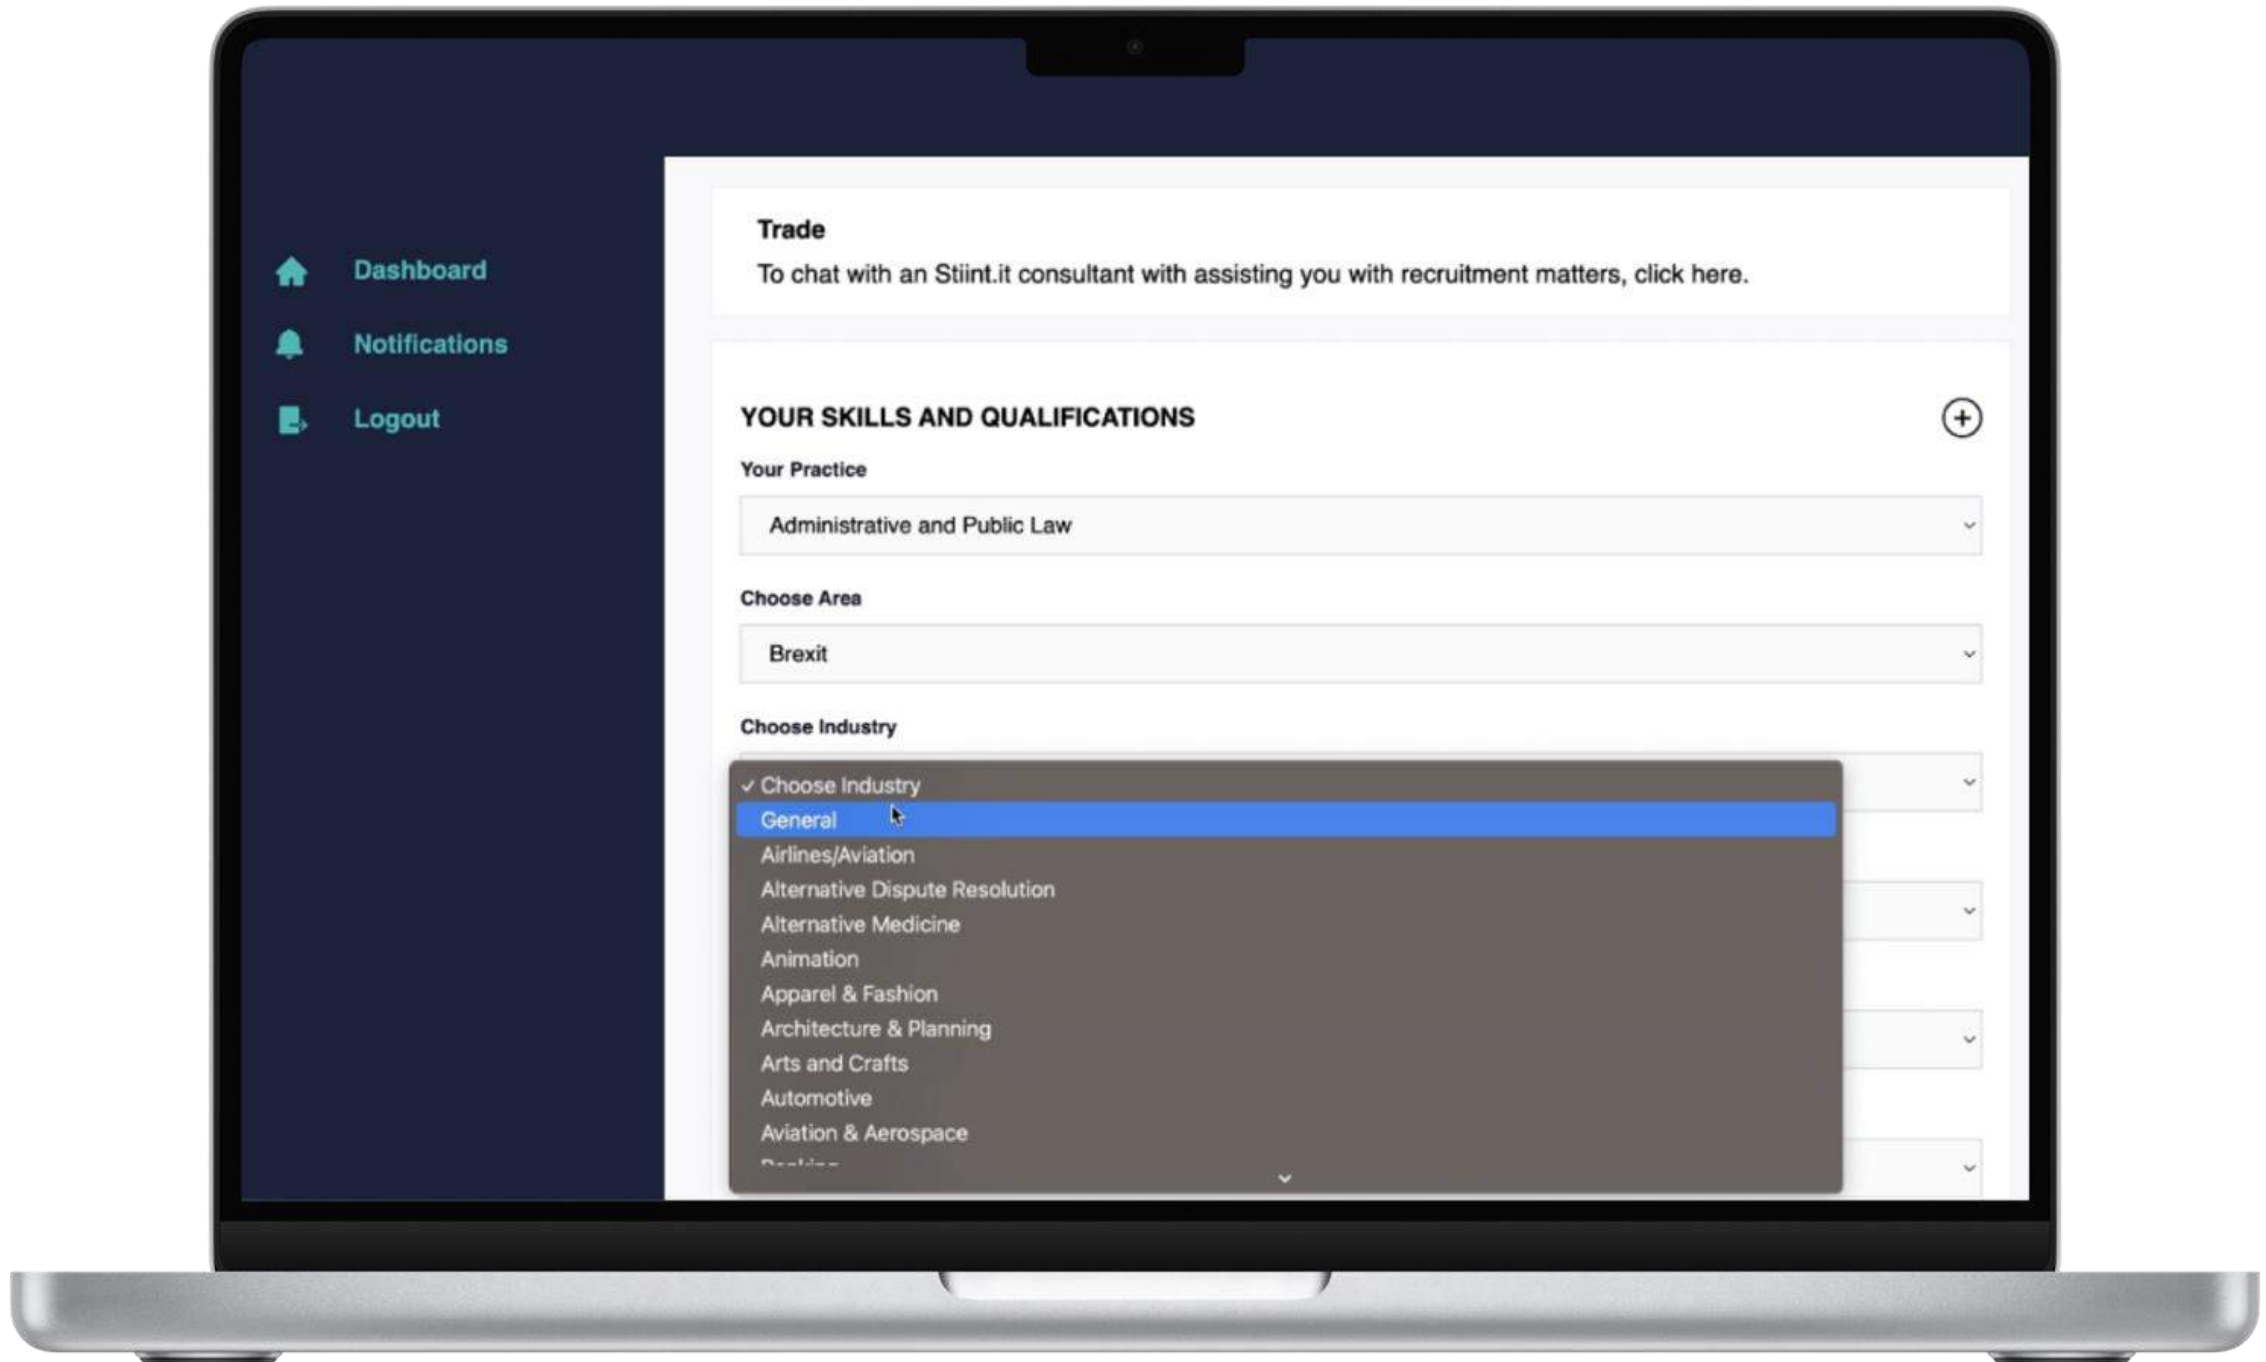 Dashboard
Notifications
Logout
Trade
To chat with an Stiint.it consultant with assisting you with recruitment matters, click here.
YOUR SKILLS AND QUALIFICATIONS
Your Practice
Administrative and Public Law
Choose Area
Brexit
Choose Industry
✓ Choose Industry
General
Airlines/Aviation
Alternative Dispute Resolution
Alternative Medicine
Animation
Apparel & Fashion
Architecture & Planning
Arts and Crafts
Automotive
Aviation & Aerospace